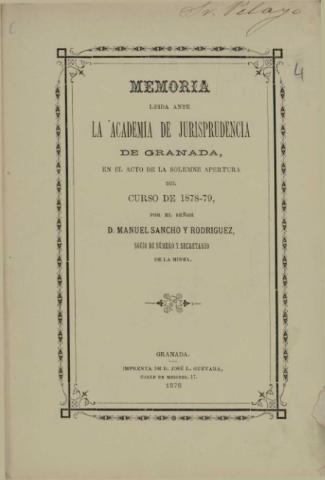 Sr. Pelayo
4
MEMORIA
LEIDA ANTE
LA ACADEMIA DE JURISPRUDENCIA
DE GRANADA,
EN EL ACTO DE LA SOLEMNE APERTURA
DEL
CURSO DE 1878-79,
POR EL SEÑOR
D. MANUEL SANCHO Y RODRIGUEZ,
SOCIO DE NÚMERO Y SECRETARIO
DE LA MISMA.
GRANADA.
IMPRENTA DE D. JOSÉ L. GUEVARA,
17.
1878